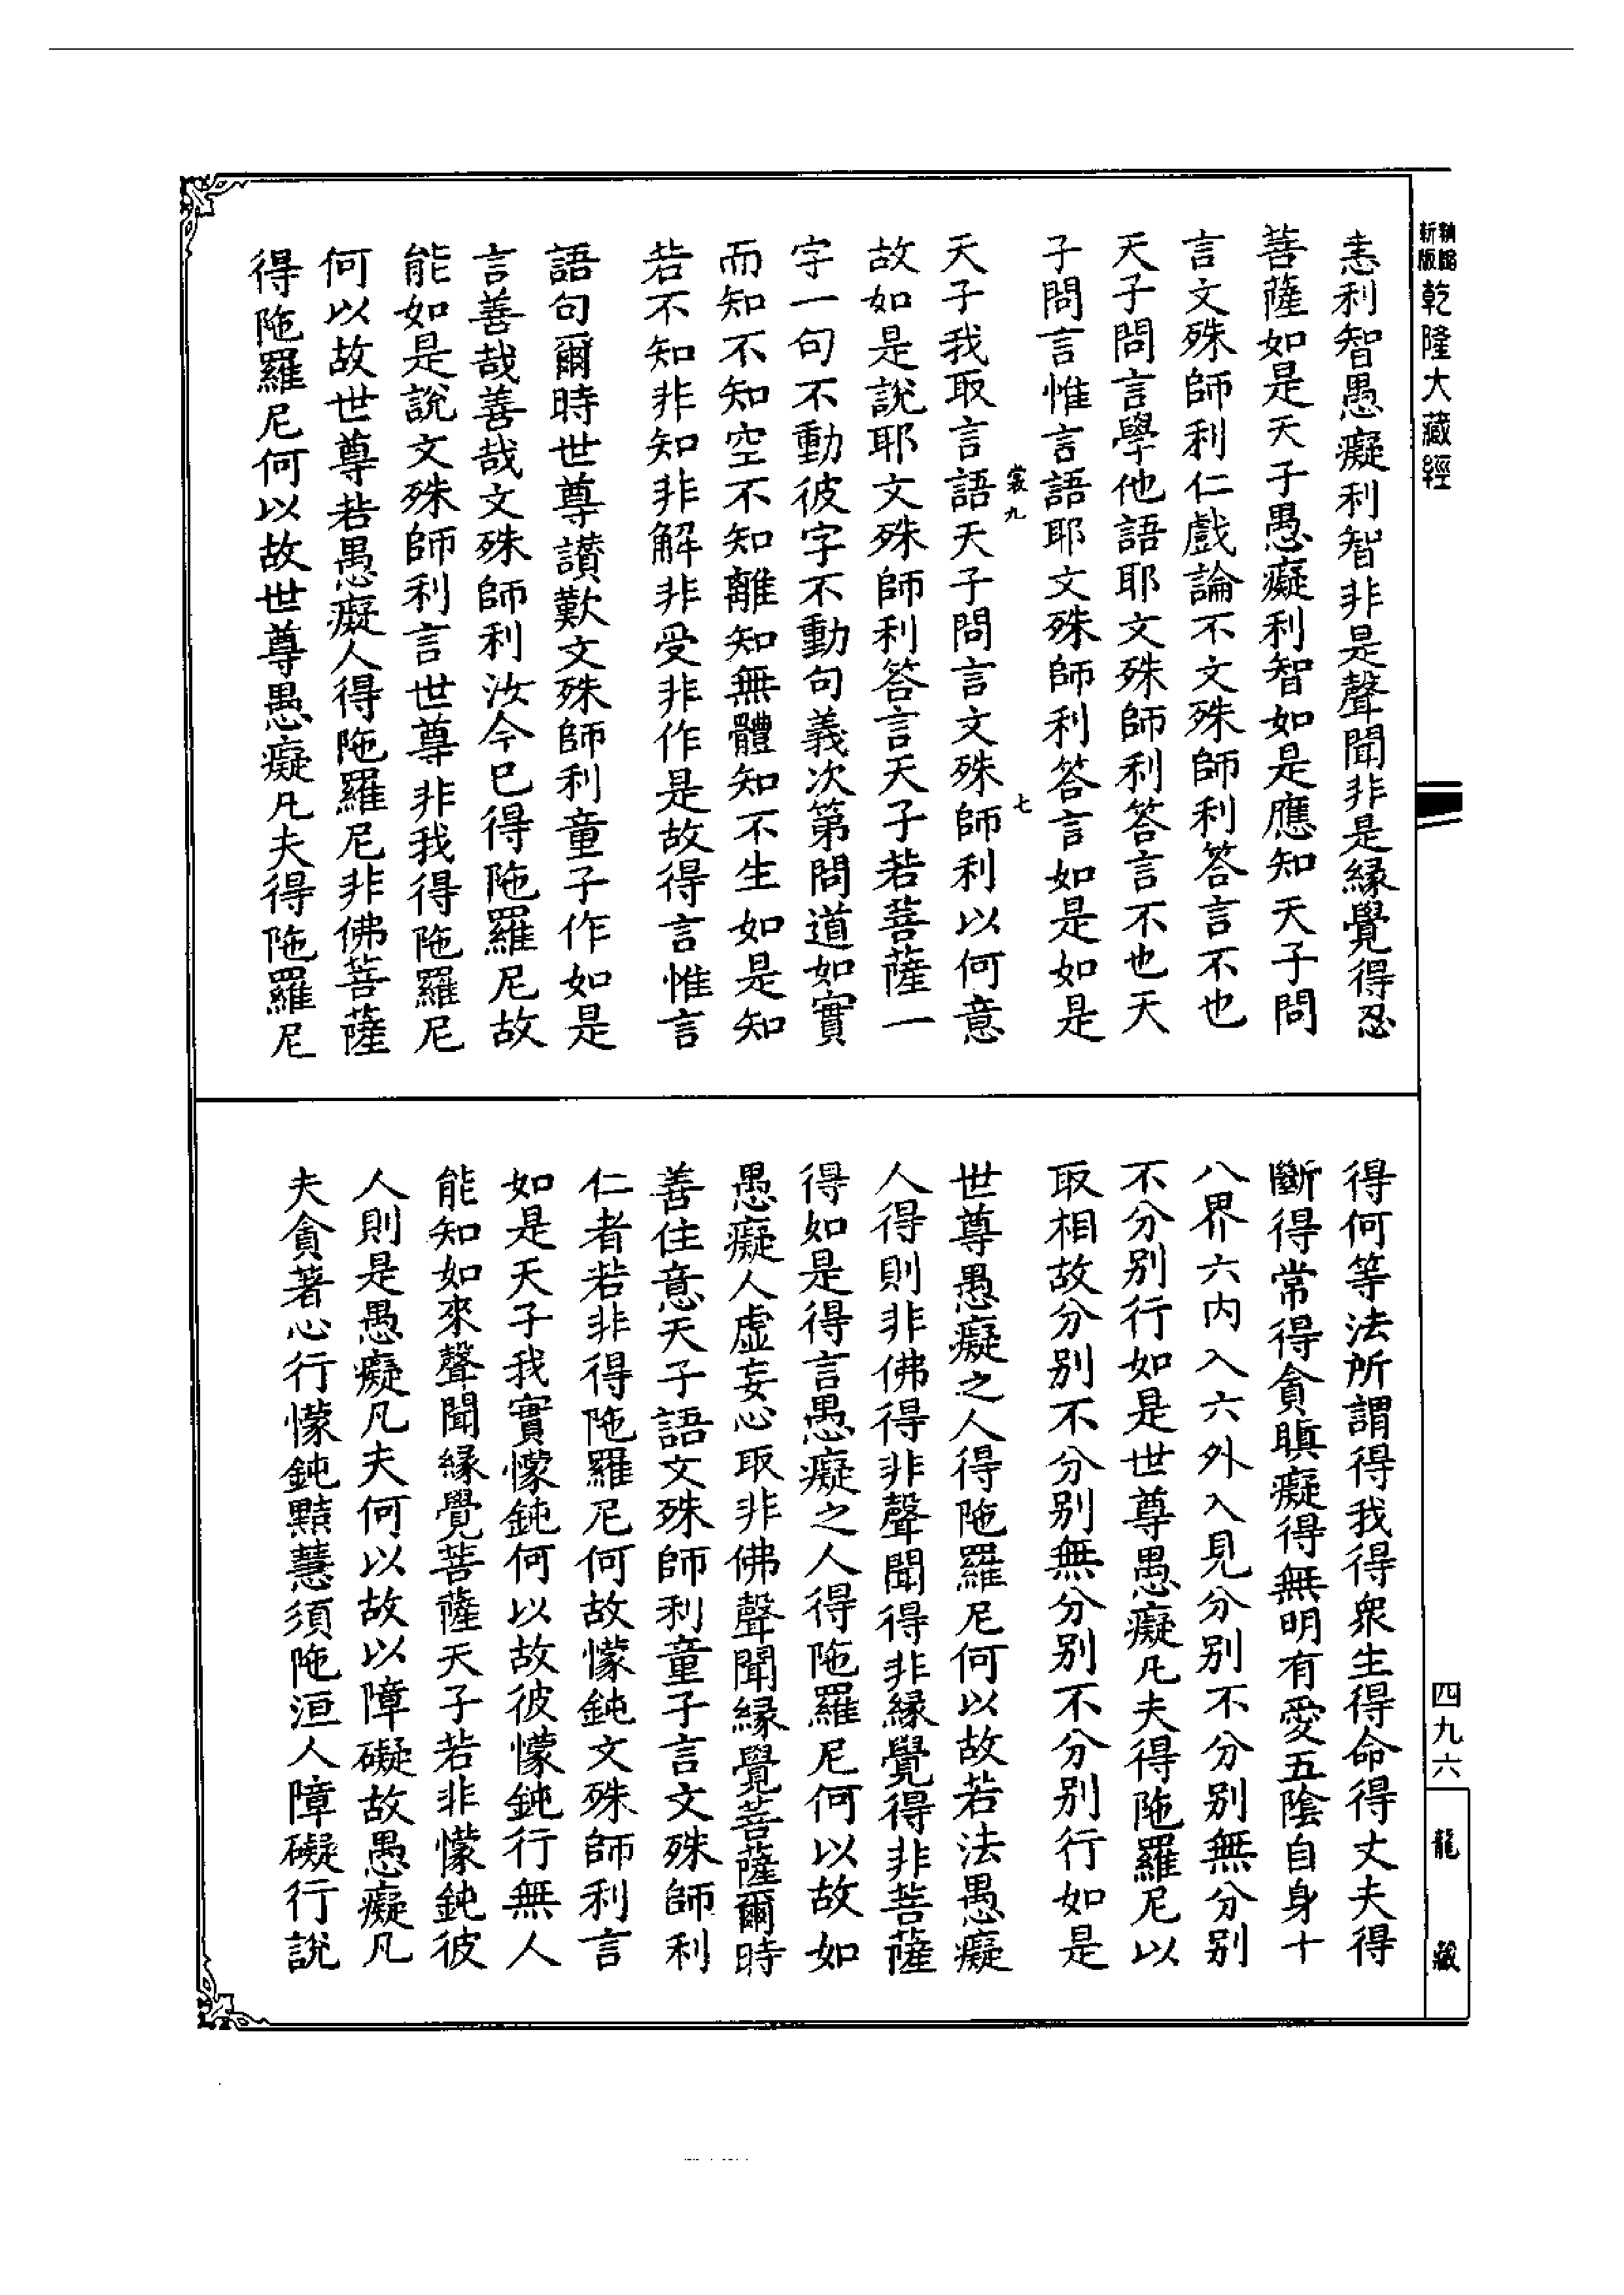 新版
乾隆大藏經
恚利智愚癡利智非是聲聞非是緣覺得忍
菩薩如是天子愚癡利智如是應知天子問
言文殊師利仁戲論不文殊師利答言不也
天子問言學他語耶文殊師利答言不也天
子問言惟言語耶文殊師利答言如是如是
裳九
七
天子我取言語天子問言文殊師利以何意
故如是說耶文殊師利答言天子若菩薩一
字一句不動彼字不動句義次第問道如實
而知不知空不知離知無體知不生如是知
若不知非知非解非受非作是故得言惟言
語句爾時世尊讚歎文殊師利童子作如是
言善哉善哉文殊師利汝今已得陁羅尼故
能如是說文殊師利言世尊非我得陁羅尼
何以故世尊若愚癡人得陁羅尼非佛菩薩
得陁羅尼何以故世尊愚癡凡夫得陁羅尼
得何等法所謂得我得眾生得命得丈夫得
斷得常得貪瞋癡得無明有愛五陰自身十
八界六內入六外入見分別不分別無分別
不分別行如是世尊愚癡凡夫得陁羅尼以
取相故分別不分別無分別不分別行如是
世尊愚癡之人得陁羅尼何以故若法愚癡
人得則非佛得非聲聞得非緣覺得非菩薩
得如是得言愚癡之人得陁羅尼何以故如
愚癡人虛妄心取非佛聲聞緣覺菩薩爾時
善住意天子語文殊師利童子言文殊師利
仁者若非得陁羅尼何故懞鈍文殊師利言
如是天子我實懞鈍何以故彼懞鈍行無人
能知如來聲聞緣覺菩薩天子若非懞鈍彼
人則是愚癡凡夫何以故以障礙故愚癡凡
夫貪著心行懞鈍黠慧須陁洹人障礙行說
四九六
龍藏